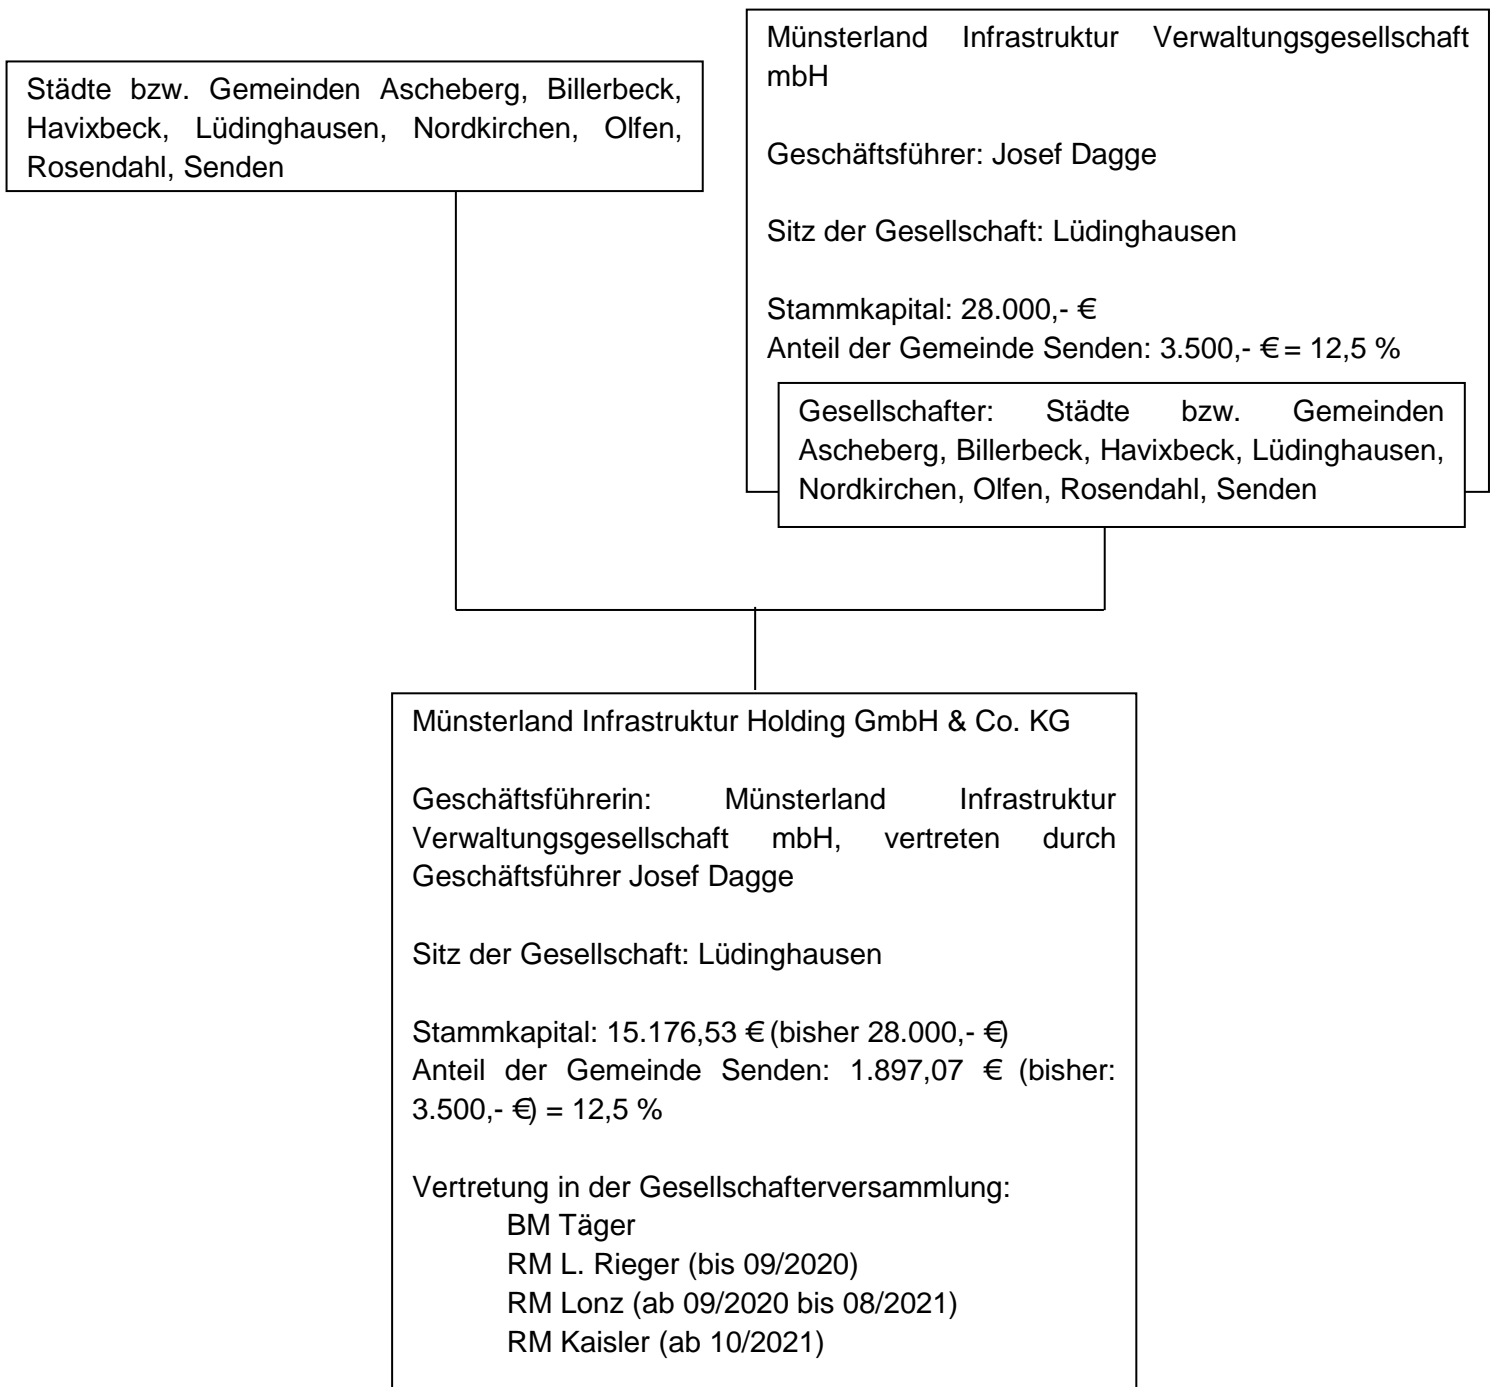 Städte bzw. Gemeinden Ascheberg, Billerbeck,
Havixbeck, Lüdinghausen, Nordkirchen, Olfen,
Rosendahl, Senden
Münsterland Infrastruktur Verwaltungsgesellschaft
mbH
Geschäftsführer: Josef Dagge
Sitz der Gesellschaft: Lüdinghausen
Stammkapital: 28.000,- €
Anteil der Gemeinde Senden: 3.500,- € = 12,5 %
Gesellschafter: Städte bzw. Gemeinden
Ascheberg, Billerbeck, Havixbeck, Lüdinghausen,
Nordkirchen, Olfen, Rosendahl, Senden
Münsterland Infrastruktur Holding GmbH & Co. KG
Geschäftsführerin: Münsterland Infrastruktur
Verwaltungsgesellschaft mbH, vertreten durch
Geschäftsführer Josef Dagge
Sitz der Gesellschaft: Lüdinghausen
Stammkapital: 15.176,53 € (bisher 28.000,- €)
Anteil der Gemeinde Senden: 1.897,07 € (bisher:
3.500,- €) = 12,5 %
Vertretung in der Gesellschafterversammlung:
BM Täger
RM L. Rieger (bis 09/2020)
RM Lonz (ab 09/2020 bis 08/2021)
RM Kaisler (ab 10/2021)